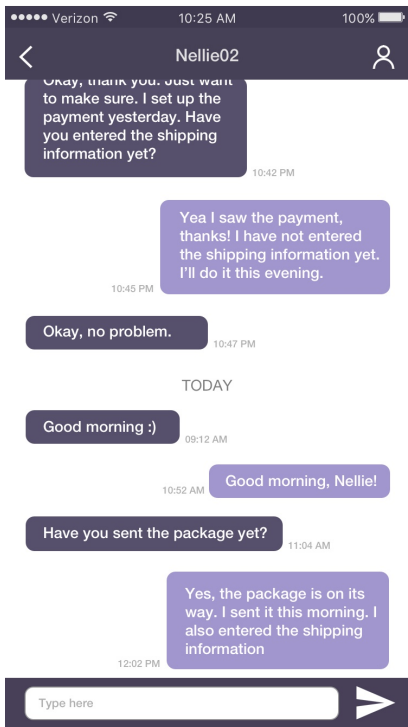 Verizon 10:25 AM 100%
Nellie02
Okay, thank you. Just want
to make sure. I set up the
payment yesterday. Have
you entered the shipping
information yet?
10:42 PM
Yea I saw the payment,
thanks! I have not entered
the shipping information yet.
I'll do it this evening.
10:45 PM
Okay, no problem.
10:47 PM
TODAY
Good morning :)
09:12 AM
Good morning, Nellie!
10:52 AM
Have you sent the package yet?
11:04 AM
Yes, the package is on its
way. I sent it this morning. I
also entered the shipping
information
12:02 PM
Type here